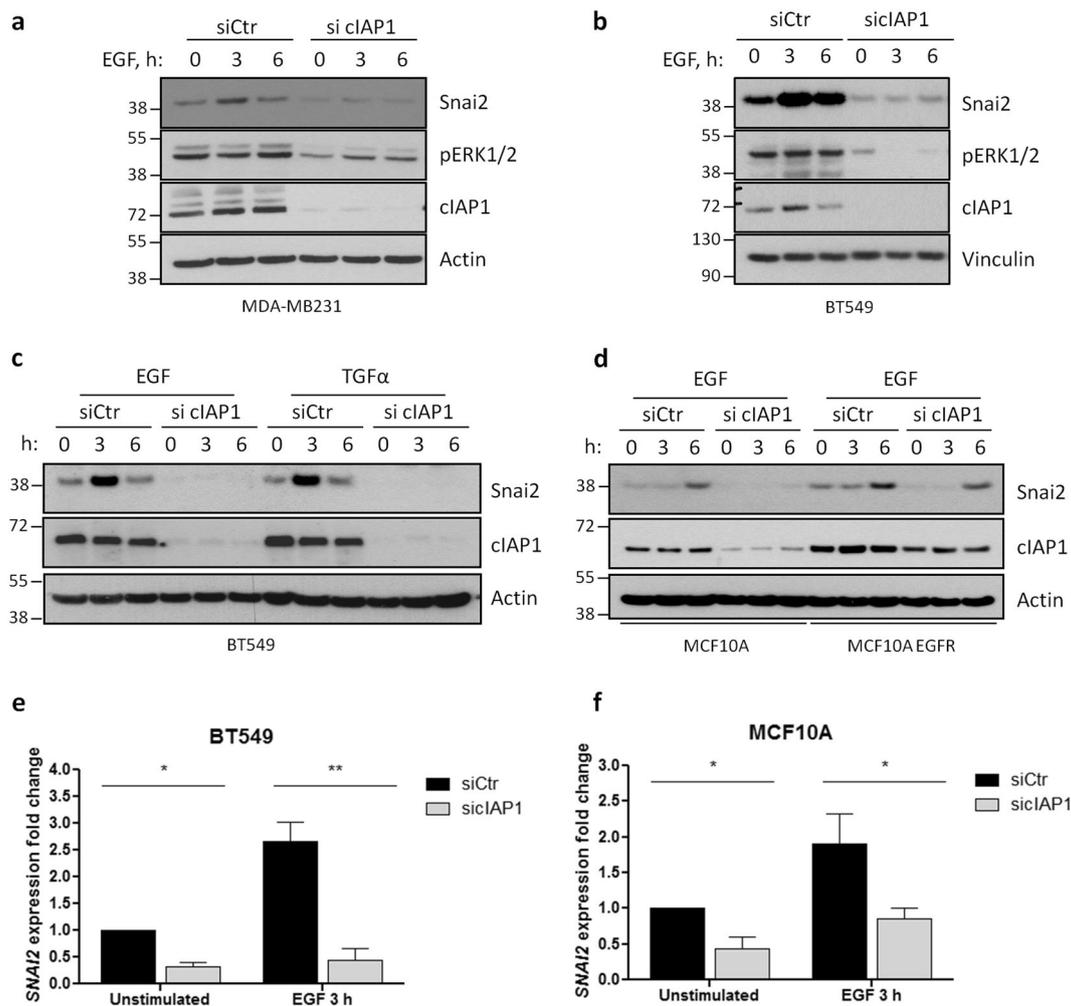 a
siCtr si cIAP1
EGF, h: 0 3 6 0 3 6
38 Snai2
55
38 pERK1/2
72 cIAP1
55
38 Actin
MDA-MB231
b
siCtr sicIAP1
EGF, h: 0 3 6 0 3 6
38 Snai2
55
38 pERK1/2
72 cIAP1
130
90 Vinculin
BT549
c
EGF TGFα
siCtr si cIAP1 siCtr si cIAP1
h: 0 3 6 0 3 6 0 3 6 0 3 6
38 Snai2
72 cIAP1
55
38 Actin
BT549
d
EGF EGF
siCtr si cIAP1 siCtr si cIAP1
h: 0 3 6 0 3 6 0 3 6 0 3 6
38 Snai2
72 cIAP1
55
38 Actin
MCF10A MCF10A EGFR
e
BT549
SNAI2 expression fold change
4.0
3.5
3.0
2.5
2.0
1.5
1.0
0.5
0.0
* **
siCtr
sicIAP1
Unstimulated EGF 3 h
f
MCF10A
SNAI2 expression fold change
3.0
2.5
2.0
1.5
1.0
0.5
0.0
* *
siCtr
sicIAP1
Unstimulated EGF 3 h